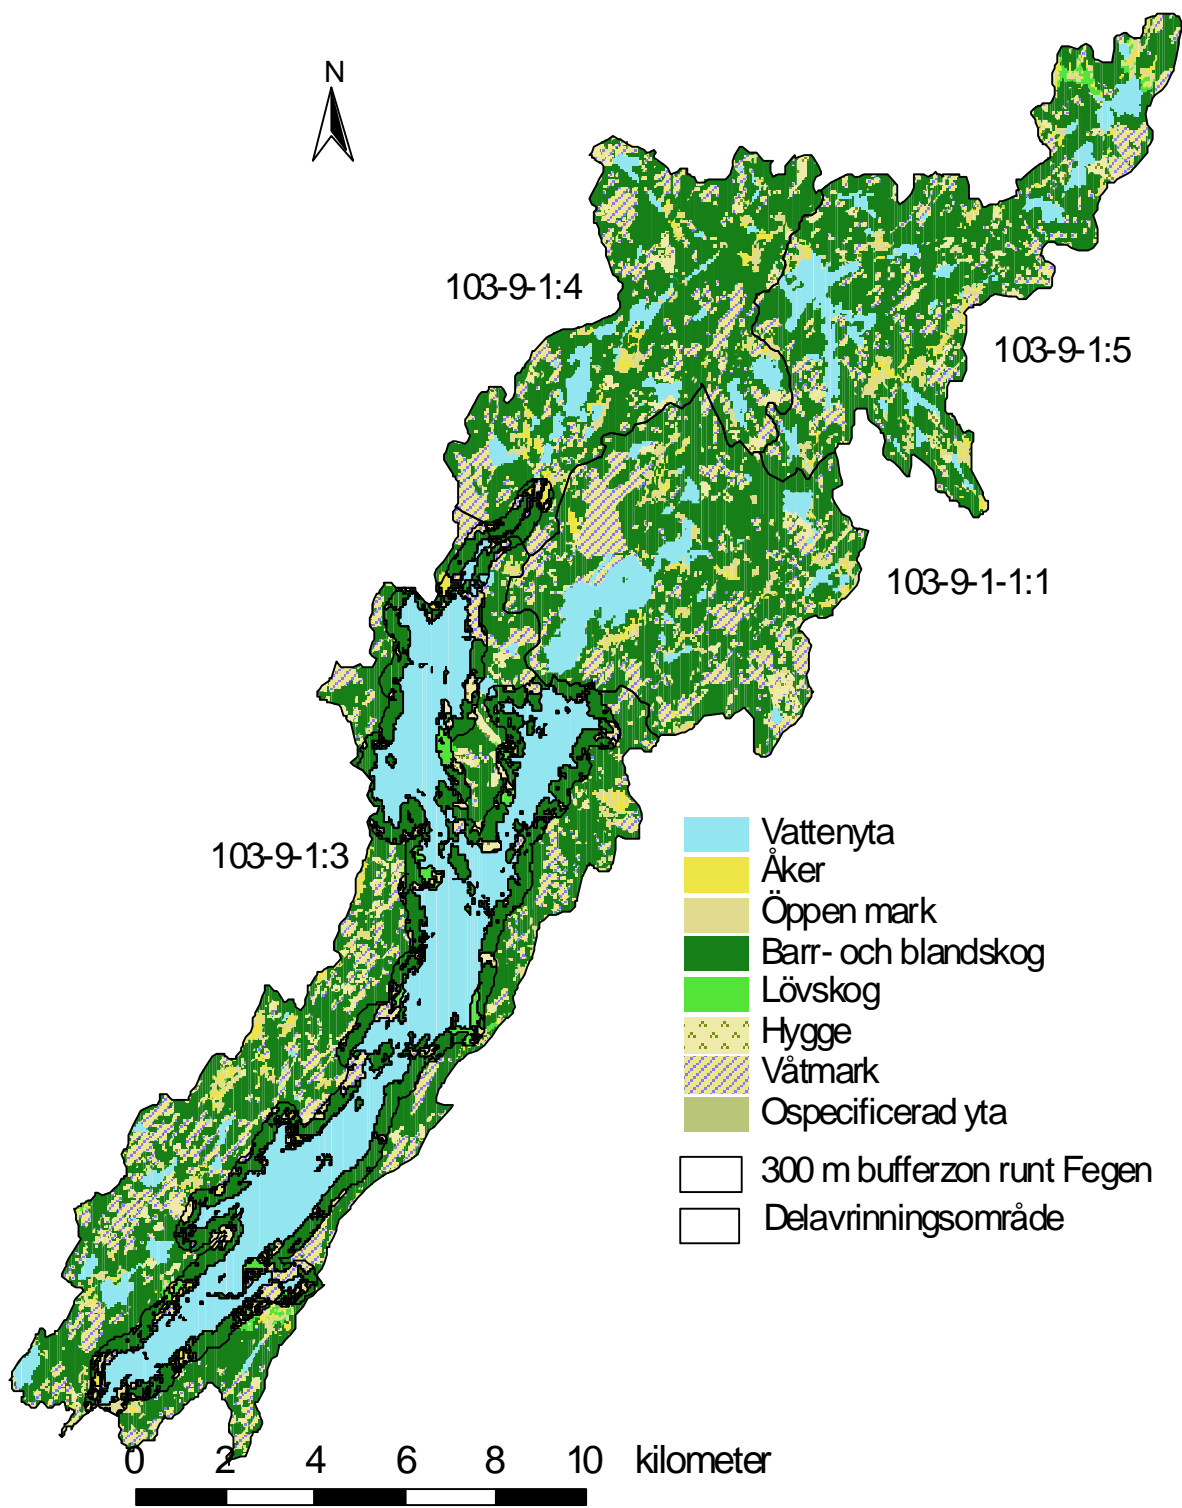 N
103-9-1:4
103-9-1:5
103-9-1-1:1
103-9-1:3
Vattenyta
Åker
Öppen mark
Barr- och blandskog
Lövskog
Hygge
Våtmark
Ospecificerad yta
300 m bufferzon runt Fegen
Delavrinningsområde
0 2 4 6 8 10 kilometer